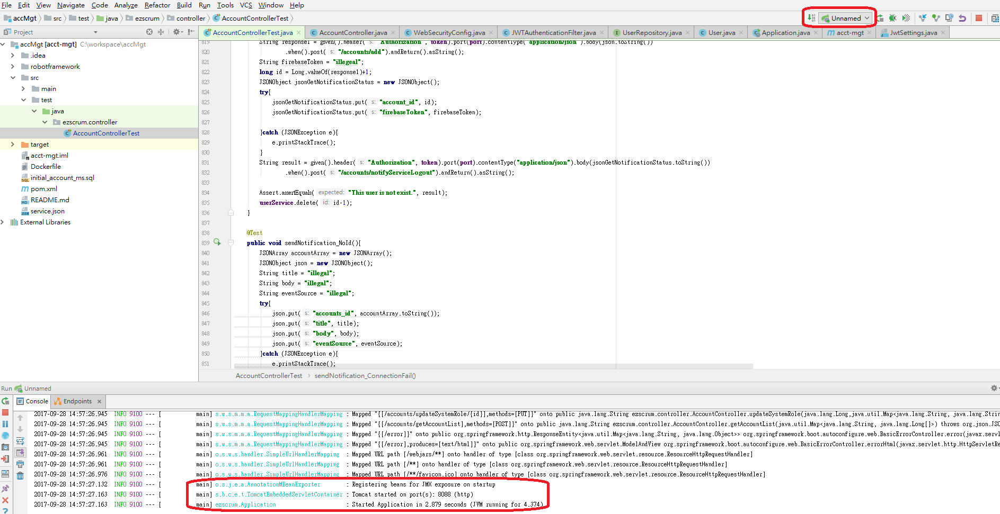 File Edit View Navigate Code Analyze Refactor Build Run Tools VCS Window Help
accMgt src test java ezscrum controller AccountControllerTest Unnamed
Project AccountControllerTest.java AccountController.java WebSecurityConfig.java JWTAuthenticationFilter.java UserRepository.java User.java Application.java acct-mgt JwtSettings.java
accMgt [acct-mgt] C:\workspace\accMgt
.idea
robotframework
src
main
test
java
ezscrum.controller
AccountControllerTest
target
acct-mgt.iml
Dockerfile
initial_account_ms.sql
pom.xml
README.md
service.json
External Libraries
819 String response1 = given().header( s: "Authorization", token).port(port).contentType("application/json").body(json.toString())
820 .when().post( s: "/accounts/add").andReturn().asString();
821 String firebaseToken = "illegeal";
822 long id = Long.valueOf(response1)+1;
823 JSONObject jsonGetNotificationStatus = new JSONObject();
824 try{
825 jsonGetNotificationStatus.put( s: "account_id", id);
826 jsonGetNotificationStatus.put( s: "firebaseToken", firebaseToken);
827
828 }catch (JSONException e){
829 e.printStackTrace();
830 }
831 String result = given().header( s: "Authorization", token).port(port).contentType("application/json").body(jsonGetNotificationStatus.toString())
832 .when().post( s: "/accounts/notifyServiceLogout").andReturn().asString();
833
834 Assert.assertEquals( expected: "This user is not exist.", result);
835 userService.delete( id: id-1);
836 }
837
838 @Test
839 public void sendNotification_NoId(){
840 JSONArray accountArray = new JSONArray();
841 JSONObject json = new JSONObject();
842 String title = "illegal";
843 String body = "illegal";
844 String eventSource = "illegal";
845 try{
846 json.put( s: "accounts_id", accountArray.toString());
847 json.put( s: "title", title);
848 json.put( s: "body", body);
849 json.put( s: "eventSource", eventSource);
850 }catch (JSONException e){
851 e.printStackTrace();
AccountControllerTest sendNotification_ConnectionFail()
Run Unnamed
Console Endpoints
2017-09-28 14:57:26.945 INFO 9100 --- [ main] s.w.s.m.m.a.RequestMappingHandlerMapping : Mapped "{[/accounts/updateSystemRole/{id}],methods=[PUT]}" onto public java.lang.String ezscrum.controller.AccountController.updateSystemRole(java.lang.Long,java.util.Map<java.lang.String, java.lang.Stri
2017-09-28 14:57:26.945 INFO 9100 --- [ main] s.w.s.m.m.a.RequestMappingHandlerMapping : Mapped "{[/accounts/getAccountList],methods=[POST]}" onto public java.lang.String ezscrum.controller.AccountController.getAccountList(java.util.Map<java.lang.String, java.lang.Long[]>) throws org.json.JSO
2017-09-28 14:57:26.945 INFO 9100 --- [ main] s.w.s.m.m.a.RequestMappingHandlerMapping : Mapped "{[/error]}" onto public org.springframework.http.ResponseEntity<java.util.Map<java.lang.String, java.lang.Object>> org.springframework.boot.autoconfigure.web.BasicErrorController.error(javax.serv
2017-09-28 14:57:26.945 INFO 9100 --- [ main] s.w.s.m.m.a.RequestMappingHandlerMapping : Mapped "{[/error],produces=[text/html]}" onto public org.springframework.web.servlet.ModelAndView org.springframework.boot.autoconfigure.web.BasicErrorController.errorHtml(javax.servlet.http.HttpServletRe
2017-09-28 14:57:26.961 INFO 9100 --- [ main] o.s.w.s.handler.SimpleUrlHandlerMapping : Mapped URL path [/webjars/**] onto handler of type [class org.springframework.web.servlet.resource.ResourceHttpRequestHandler]
2017-09-28 14:57:26.961 INFO 9100 --- [ main] o.s.w.s.handler.SimpleUrlHandlerMapping : Mapped URL path [/**] onto handler of type [class org.springframework.web.servlet.resource.ResourceHttpRequestHandler]
2017-09-28 14:57:26.976 INFO 9100 --- [ main] o.s.w.s.handler.SimpleUrlHandlerMapping : Mapped URL path [/**/favicon.ico] onto handler of type [class org.springframework.web.servlet.resource.ResourceHttpRequestHandler]
2017-09-28 14:57:27.132 INFO 9100 --- [ main] o.s.j.e.a.AnnotationMBeanExporter : Registering beans for JMX exposure on startup
2017-09-28 14:57:27.163 INFO 9100 --- [ main] s.b.c.e.t.TomcatEmbeddedServletContainer : Tomcat started on port(s): 8088 (http)
2017-09-28 14:57:27.163 INFO 9100 --- [ main] ezscrum.Application : Started Application in 2.879 seconds (JVM running for 4.374)